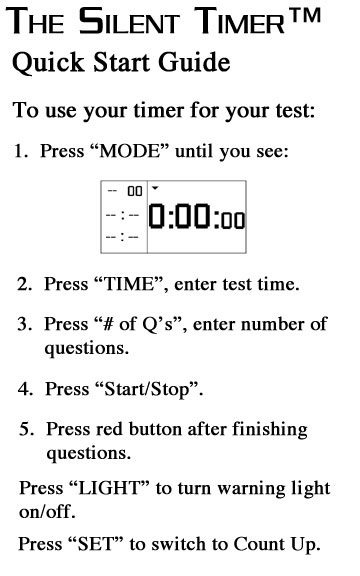 THE SILENT TIMER™
Quick Start Guide
To use your timer for your test:
1. Press “MODE” until you see:
-- 00
--:-- 0:00:00
--:--
2. Press “TIME”, enter test time.
3. Press “# of Q’s”, enter number of
questions.
4. Press “Start/Stop”.
5. Press red button after finishing
questions.
Press “LIGHT” to turn warning light
on/off.
Press “SET” to switch to Count Up.